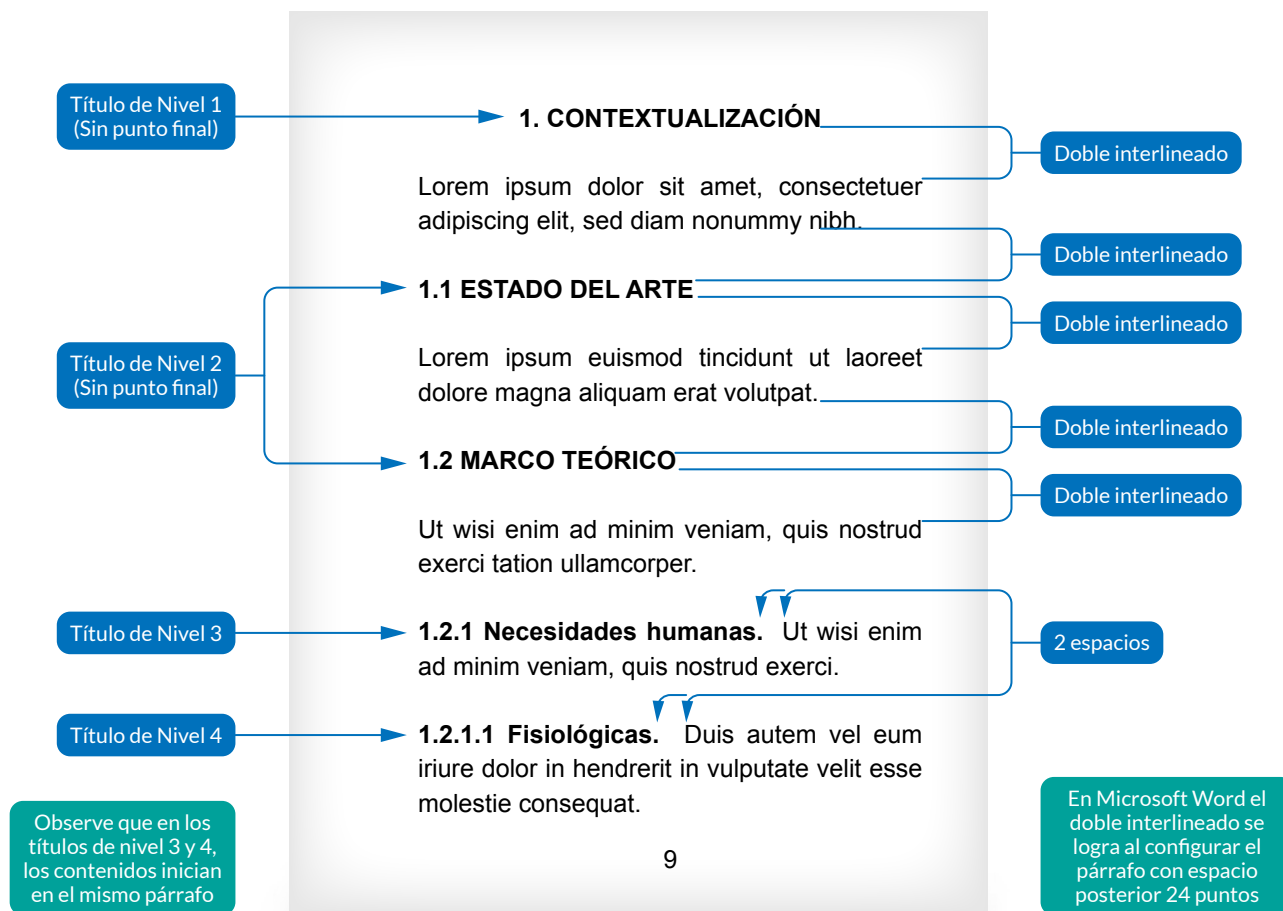 Título de Nivel 1
(Sin punto final)
1. CONTEXTUALIZACIÓN
Doble interlineado
Lorem ipsum dolor sit amet, consectetuer
adipiscing elit, sed diam nonummy nibh.
Doble interlineado
1.1 ESTADO DEL ARTE
Doble interlineado
Título de Nivel 2
(Sin punto final)
Lorem ipsum euismod tincidunt ut laoreet
dolore magna aliquam erat volutpat.
Doble interlineado
1.2 MARCO TEÓRICO
Doble interlineado
Ut wisi enim ad minim veniam, quis nostrud
exerci tation ullamcorper.
Título de Nivel 3
1.2.1 Necesidades humanas. Ut wisi enim
ad minim veniam, quis nostrud exerci.
2 espacios
Título de Nivel 4
1.2.1.1 Fisiológicas. Duis autem vel eum
iriure dolor in hendrerit in vulputate velit esse
molestie consequat.
Observe que en los
títulos de nivel 3 y 4,
los contenidos inician
en el mismo párrafo
9
En Microsoft Word el
doble interlineado se
logra al configurar el
párrafo con espacio
posterior 24 puntos